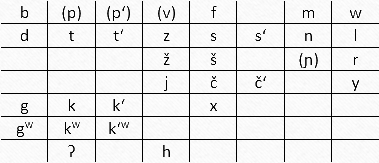 b (p) (p‘) (v) f m w
d t t‘ z s s‘ n l
ž š (ɲ) r
j č č‘ y
g k k‘ x
gʷ kʷ k‘ʷ
ʔ h